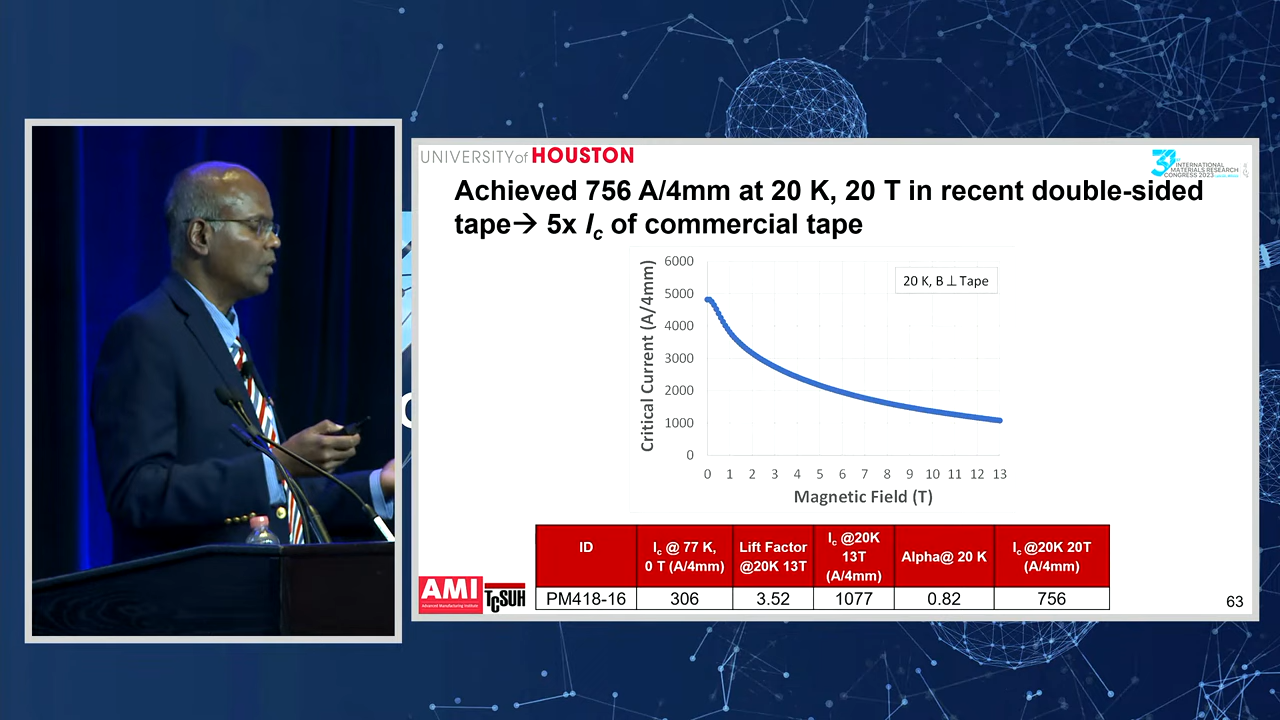 UNIVERSITY of HOUSTON
INTERNATIONAL
MATERIALS RESEARCH
CONGRESS 2023
Achieved 756 A/4mm at 20 K, 20 T in recent double-sided
tape→ 5x Ic of commercial tape
Critical Current (A/4mm)
6000
5000
4000
3000
2000
1000
0
20 K, B ⊥ Tape
0 1 2 3 4 5 6 7 8 9 10 11 12 13
Magnetic Field (T)
ID
Ic @ 77 K,
0 T (A/4mm)
Lift Factor
@20K 13T
Ic @20K
13T
(A/4mm)
Alpha@ 20 K
Ic @20K 20T
(A/4mm)
PM418-16 306 3.52 1077 0.82 756
AMI
Advanced Manufacturing Institute
TCSUH
63